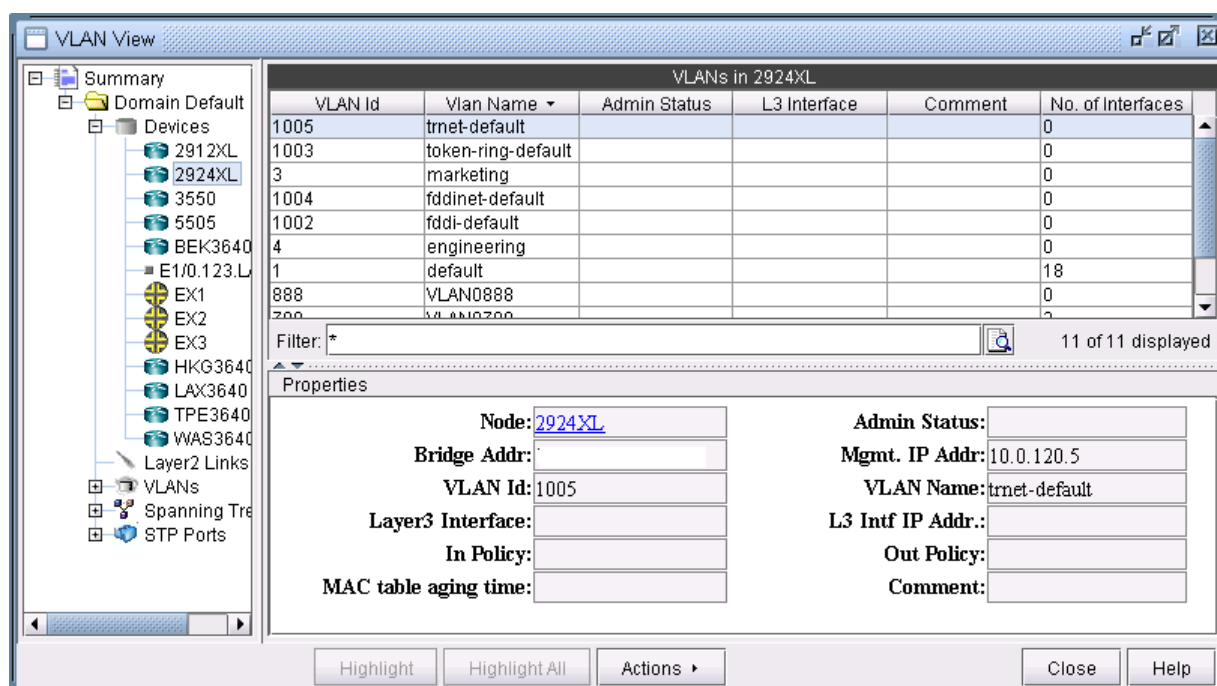 VLAN View
Summary
Domain Default
Devices
2912XL
2924XL
3550
5505
BEK3640
E1/0.123.L
EX1
EX2
EX3
HKG3640
LAX3640
TPE3640
WAS3640
Layer2 Links
VLANs
Spanning Tre
STP Ports
VLANs in 2924XL
VLAN Id Vlan Name Admin Status L3 Interface Comment No. of Interfaces
1005 trnet-default 0
1003 token-ring-default 0
3 marketing 0
1004 fddinet-default 0
1002 fddi-default 0
4 engineering 0
1 default 18
888 VLAN0888 0
Filter: * 11 of 11 displayed
Properties
Node: 2924XL Admin Status:
Bridge Addr: Mgmt. IP Addr: 10.0.120.5
VLAN Id: 1005 VLAN Name: trnet-default
Layer3 Interface: L3 Intf IP Addr.:
In Policy: Out Policy:
MAC table aging time: Comment:
Highlight Highlight All Actions Close Help